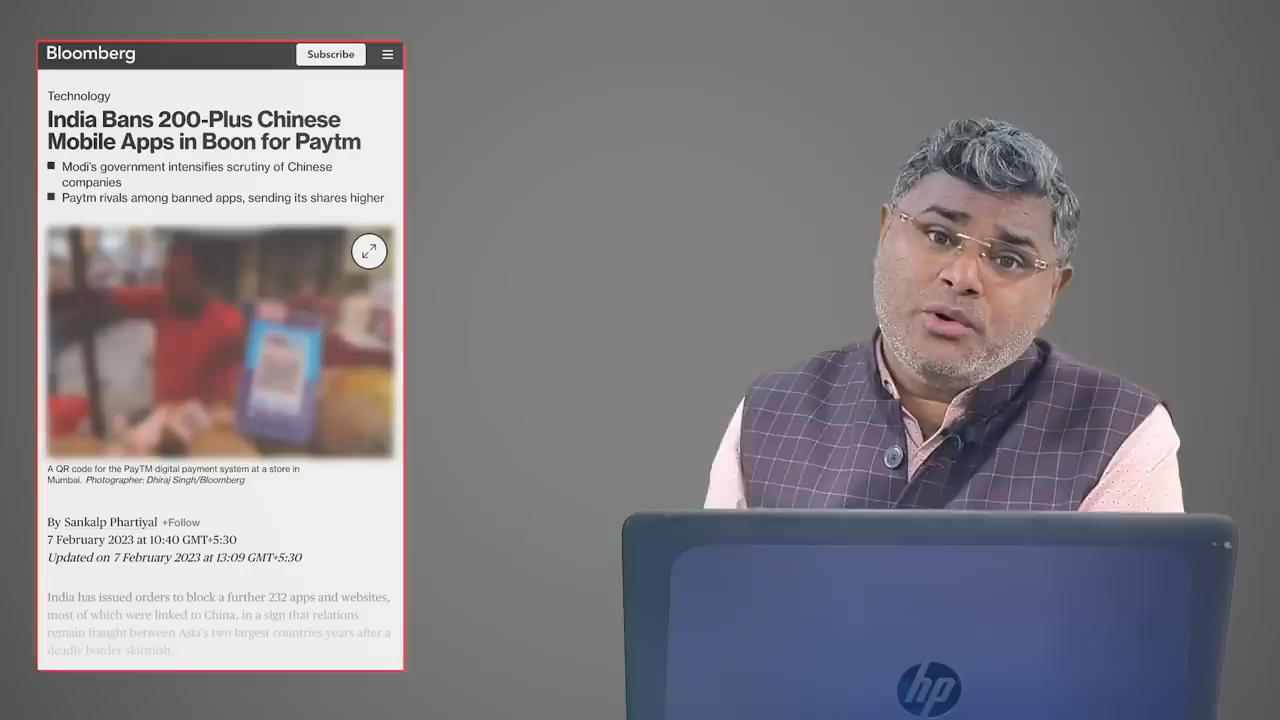 Bloomberg
Subscribe
Technology
India Bans 200-Plus Chinese
Mobile Apps in Boon for Paytm
Modi's government intensifies scrutiny of Chinese
companies
Paytm rivals among banned apps, sending its shares higher
A QR code for the PayTM digital payment system at a store in
Mumbai. Photographer: Dhiraj Singh/Bloomberg
By Sankalp Phartiyal +Follow
7 February 2023 at 10:40 GMT+5:30
Updated on 7 February 2023 at 13:09 GMT+5:30
India has issued orders to block a further 232 apps and websites,
most of which were linked to China, in a sign that relations
remain fraught between Asia's two largest countries years after a
deadly border skirmish.
hp